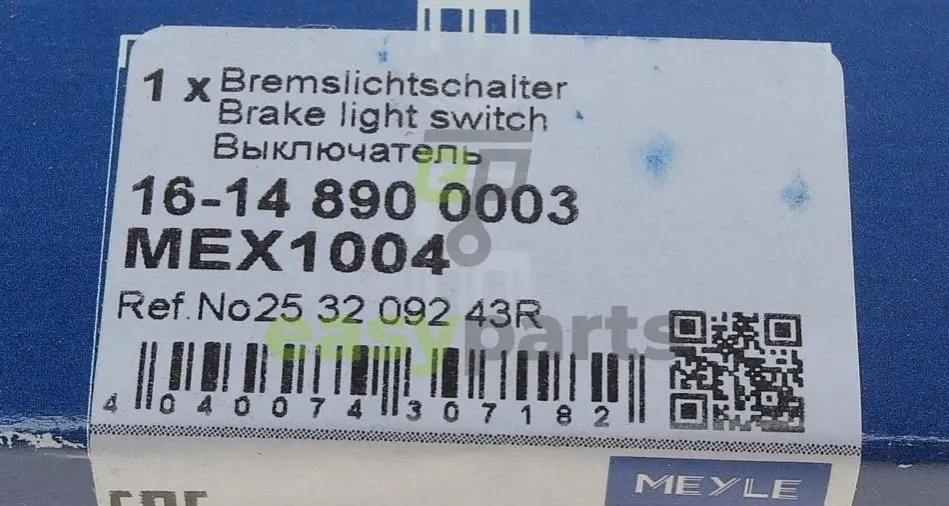 1 x Bremslichtschalter
Brake light switch
Выключатель
16-14 890 0003
MEX1004
Ref.No25 32 092 43R
easyparts
4 040074 307182
MEYLE